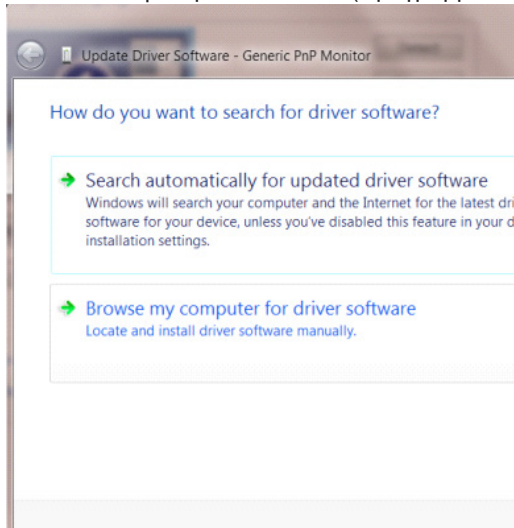 Update Driver Software - Generic PnP Monitor
How do you want to search for driver software?
Search automatically for updated driver software
Windows will search your computer and the Internet for the latest dri
software for your device, unless you've disabled this feature in your d
installation settings.
Browse my computer for driver software
Locate and install driver software manually.